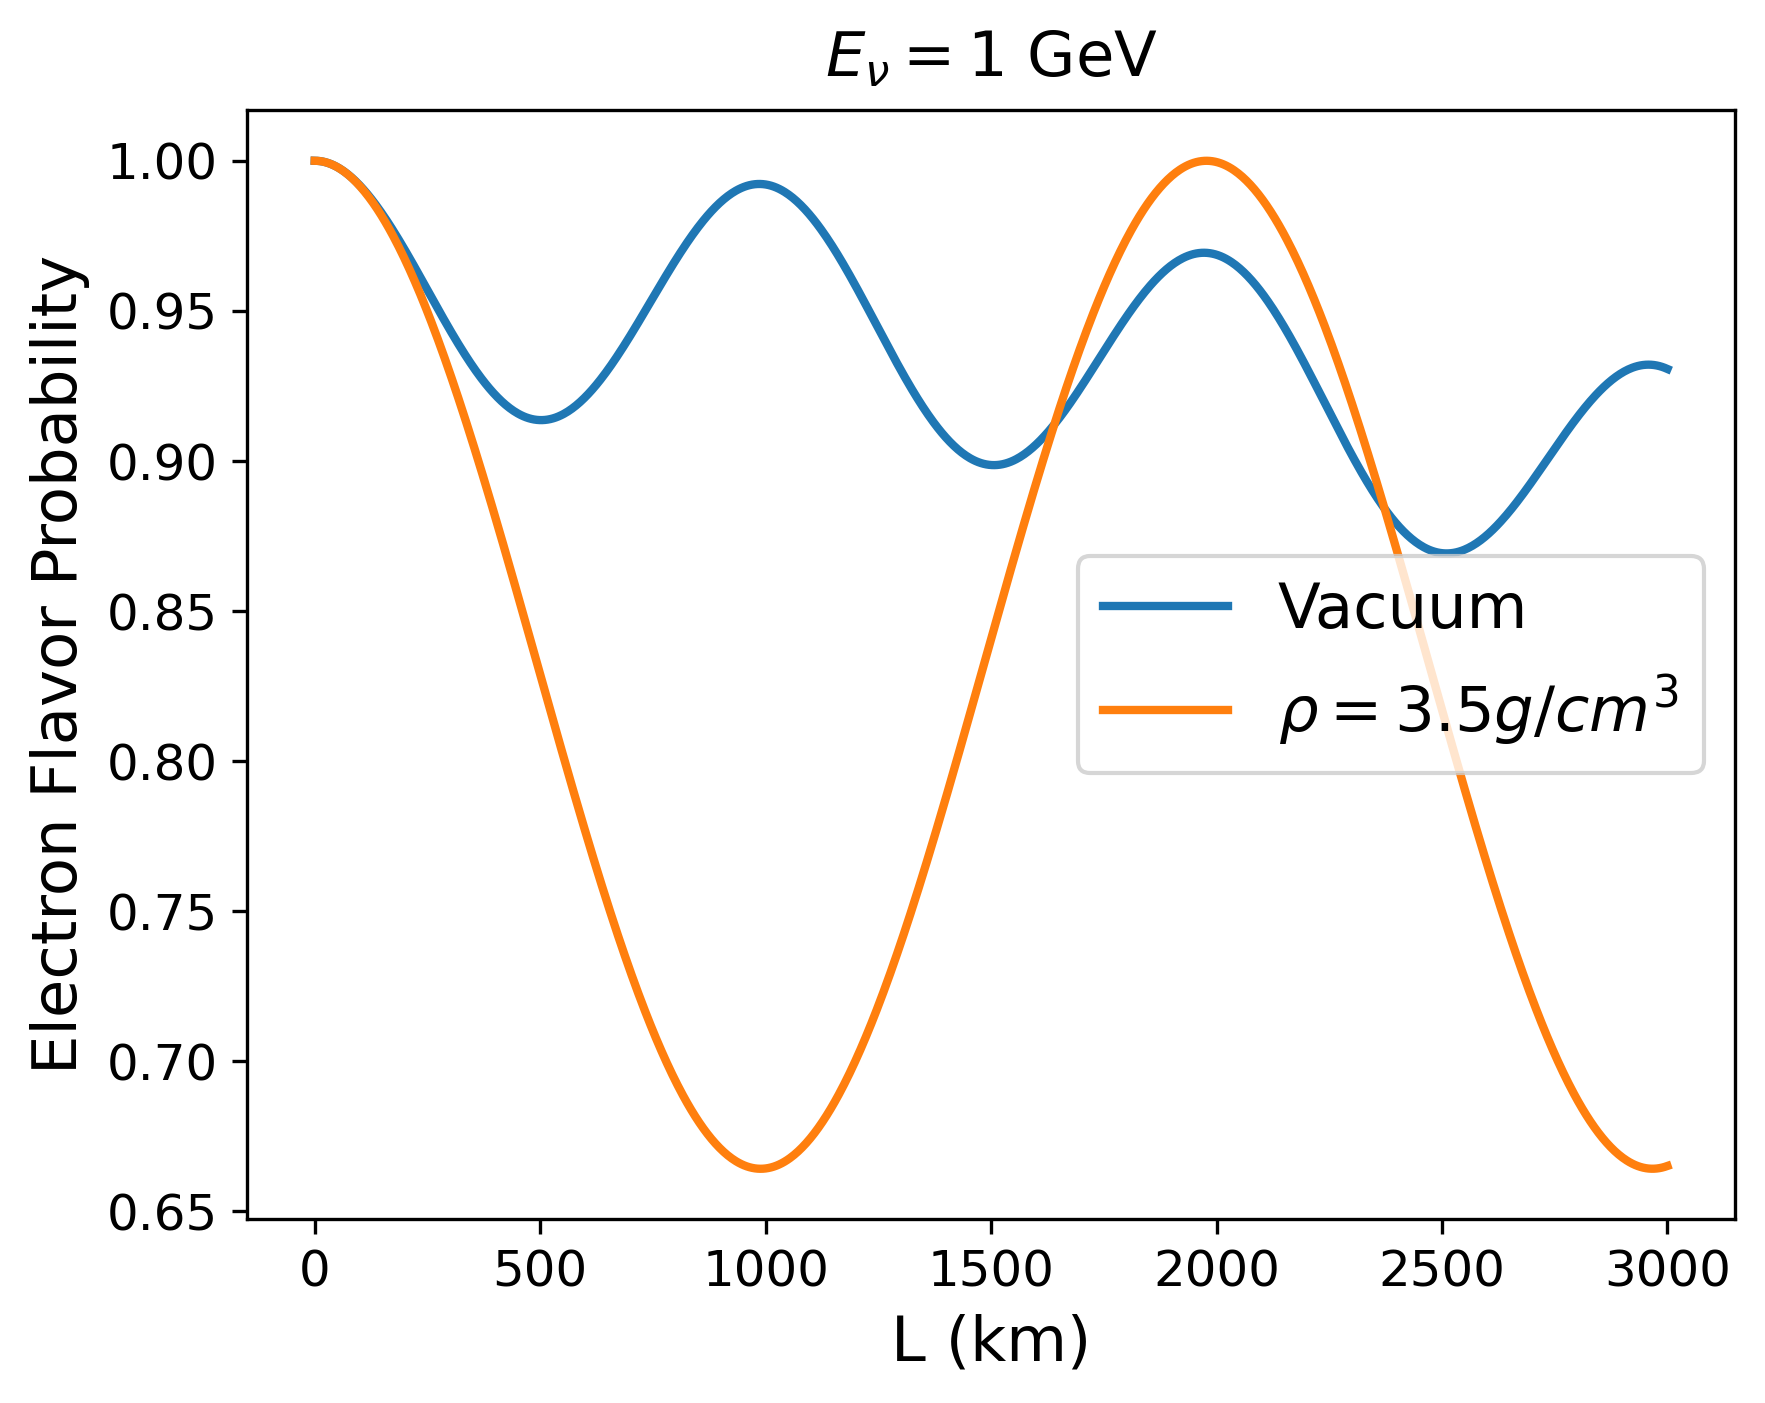 E_ν = 1 GeV
Electron Flavor Probability
1.00
0.95
0.90
0.85
0.80
0.75
0.70
0.65
Vacuum
ρ = 3.5g/cm³
0 500 1000 1500 2000 2500 3000
L (km)